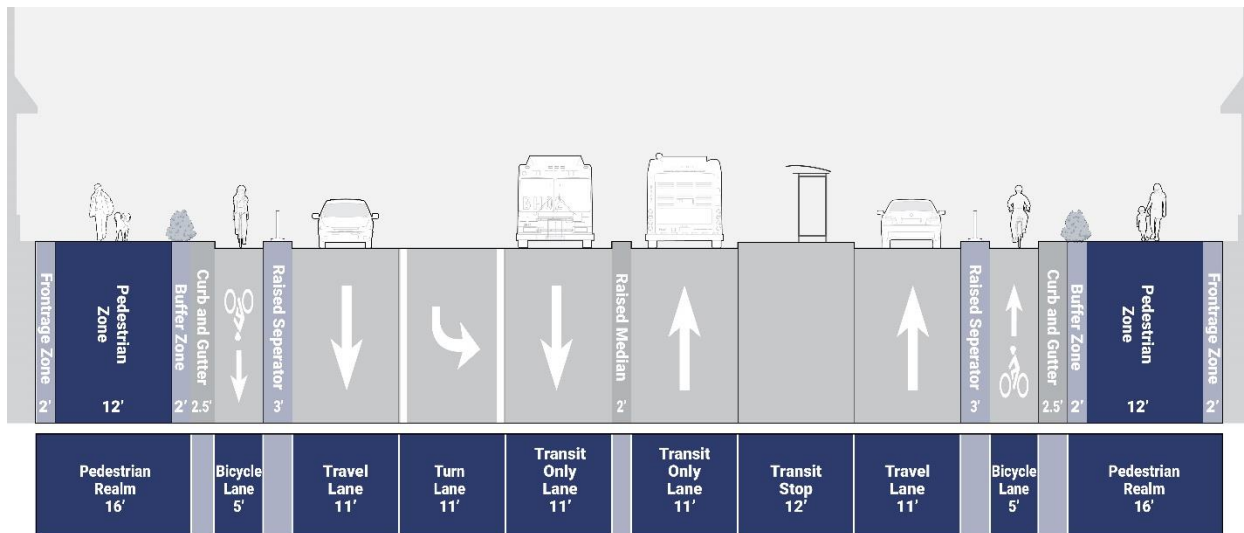 Frontrage Zone
2'
Pedestrian
Zone
12'
Buffer Zone
2'
Curb and Gutter
2.5'
Raised Seperator
3'
Raised Median
2'
Raised Seperator
3'
Curb and Gutter
2.5'
Buffer Zone
2'
Pedestrian
Zone
12'
Frontrage Zone
2'
Pedestrian
Realm
16'
Bicycle
Lane
5'
Travel
Lane
11'
Turn
Lane
11'
Transit
Only
Lane
11'
Transit
Only
Lane
11'
Transit
Stop
12'
Travel
Lane
11'
Bicycle
Lane
5'
Pedestrian
Realm
16'